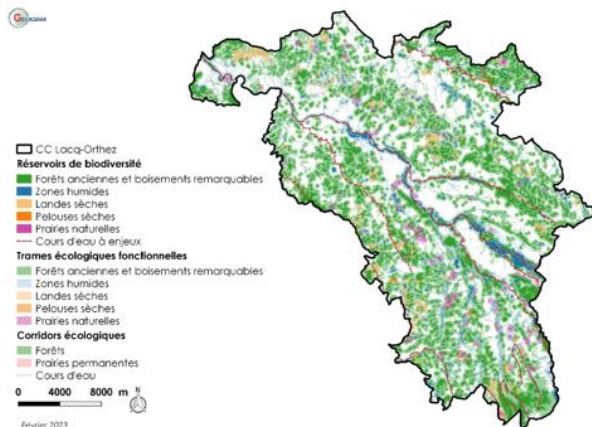 GEODIAM
CC Lacq-Orthez
Réservoirs de biodiversité
Forêts anciennes et boisements remarquables
Zones humides
Landes sèches
Pelouses sèches
Prairies naturelles
Cours d'eau à enjeux
Trames écologiques fonctionnelles
Forêts anciennes et boisements remarquables
Zones humides
Landes sèches
Pelouses sèches
Prairies naturelles
Corridors écologiques
Forêts
Prairies permanentes
Cours d'eau
0 4000 8000 m
N
Février 2023